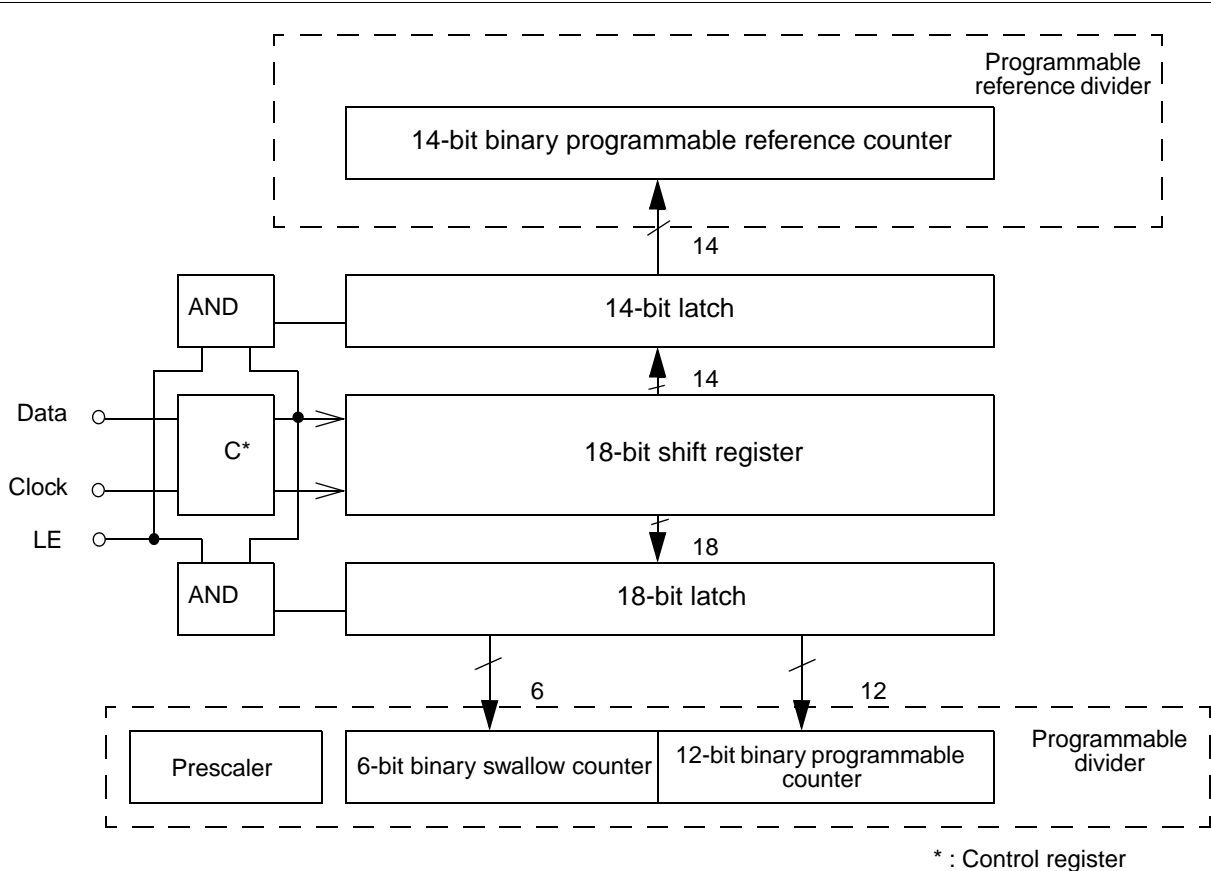 Programmable
reference divider
14-bit binary programmable reference counter
14
AND
14-bit latch
14
Data
C*
18-bit shift register
Clock
LE
18
AND
18-bit latch
6
12
Prescaler
6-bit binary swallow counter
12-bit binary programmable
counter
Programmable
divider
* : Control register